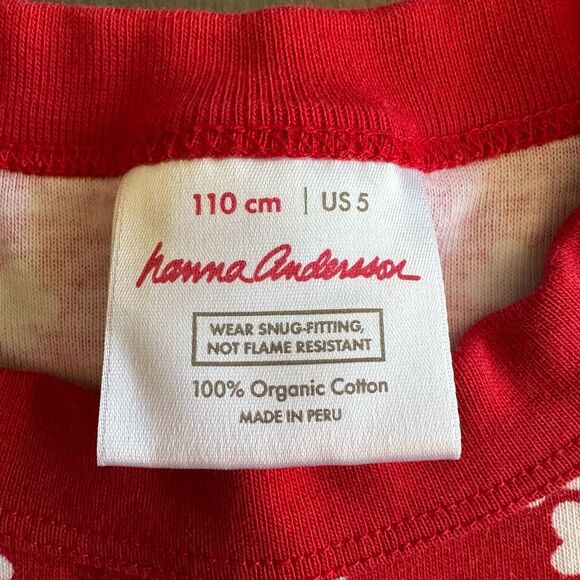 110 cm | US 5
hanna Andersson
WEAR SNUG-FITTING,
NOT FLAME RESISTANT
100% Organic Cotton
MADE IN PERU